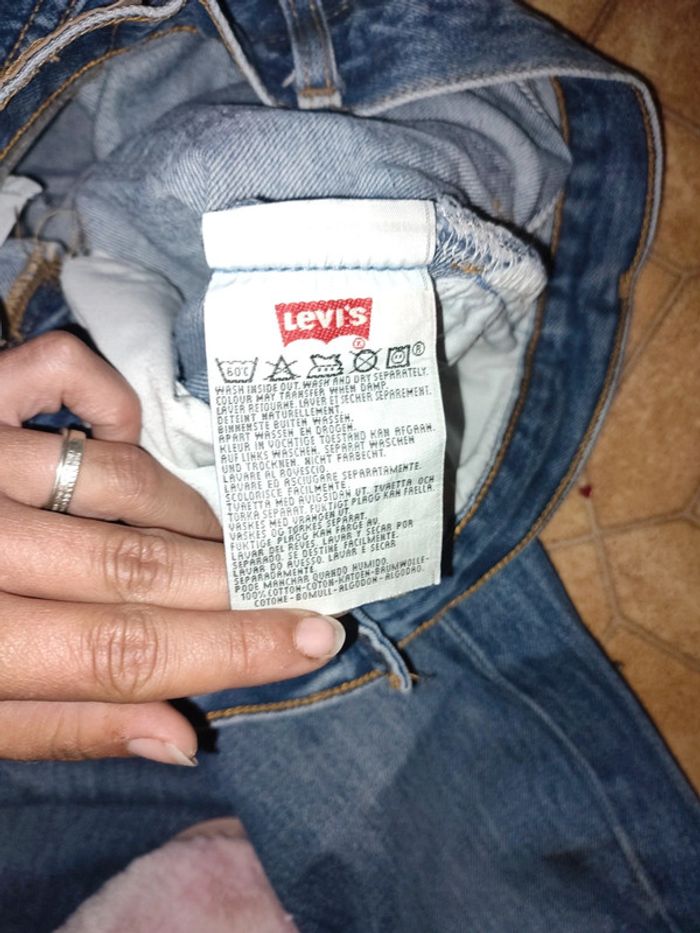 Levi's
60°C ®
WASH INSIDE OUT. WASH AND DRY SEPARATELY.
COLOUR MAY TRANSFER WHEN DAMP.
LAVER RETOURNE LAVER ET SECHER SEPAREMENT.
DETEINT NATURELLEMENT.
BINNENSTE BUITEN WASSEN.
APART WASSEN EN DROGEN.
KLEUR IN VOCHTIGE TOESTAND KAN AFGAAN.
AUF LINKS WASCHEN. SEPARAT WASCHEN
UND TROCKNEN. NICHT FARBECHT.
LAVARE AL ROVESCIO.
LAVARE ED ASCIUGARE SEPARATAMENTE.
SCOLORISCE FACILMENTE.
TVAETTA MED AVIGSIDAN UT. TVAETTA OCH
TORKA SEPARAT. FUKTIGT PLAGG KAN FAELLA.
VASKES MED VRANGEN UT.
VASKES OG TØRKES SEPARAT.
FUKTIGE PLAGG KAN FARGE AV.
LAVAR DEL REVES. LAVAR Y SECAR POR
SEPARADO. SE DESTINE FACILMENTE.
LAVAR DO AVESSO. LAVAR E SECAR
SEPARADAMENTE.
PODE MANCHAR QUANDO HUMIDO.
100% COTTON-COTON-KATOEN-BAUMWOLLE-
COTONE-BOMULL-ALGODON-ALGODAO.